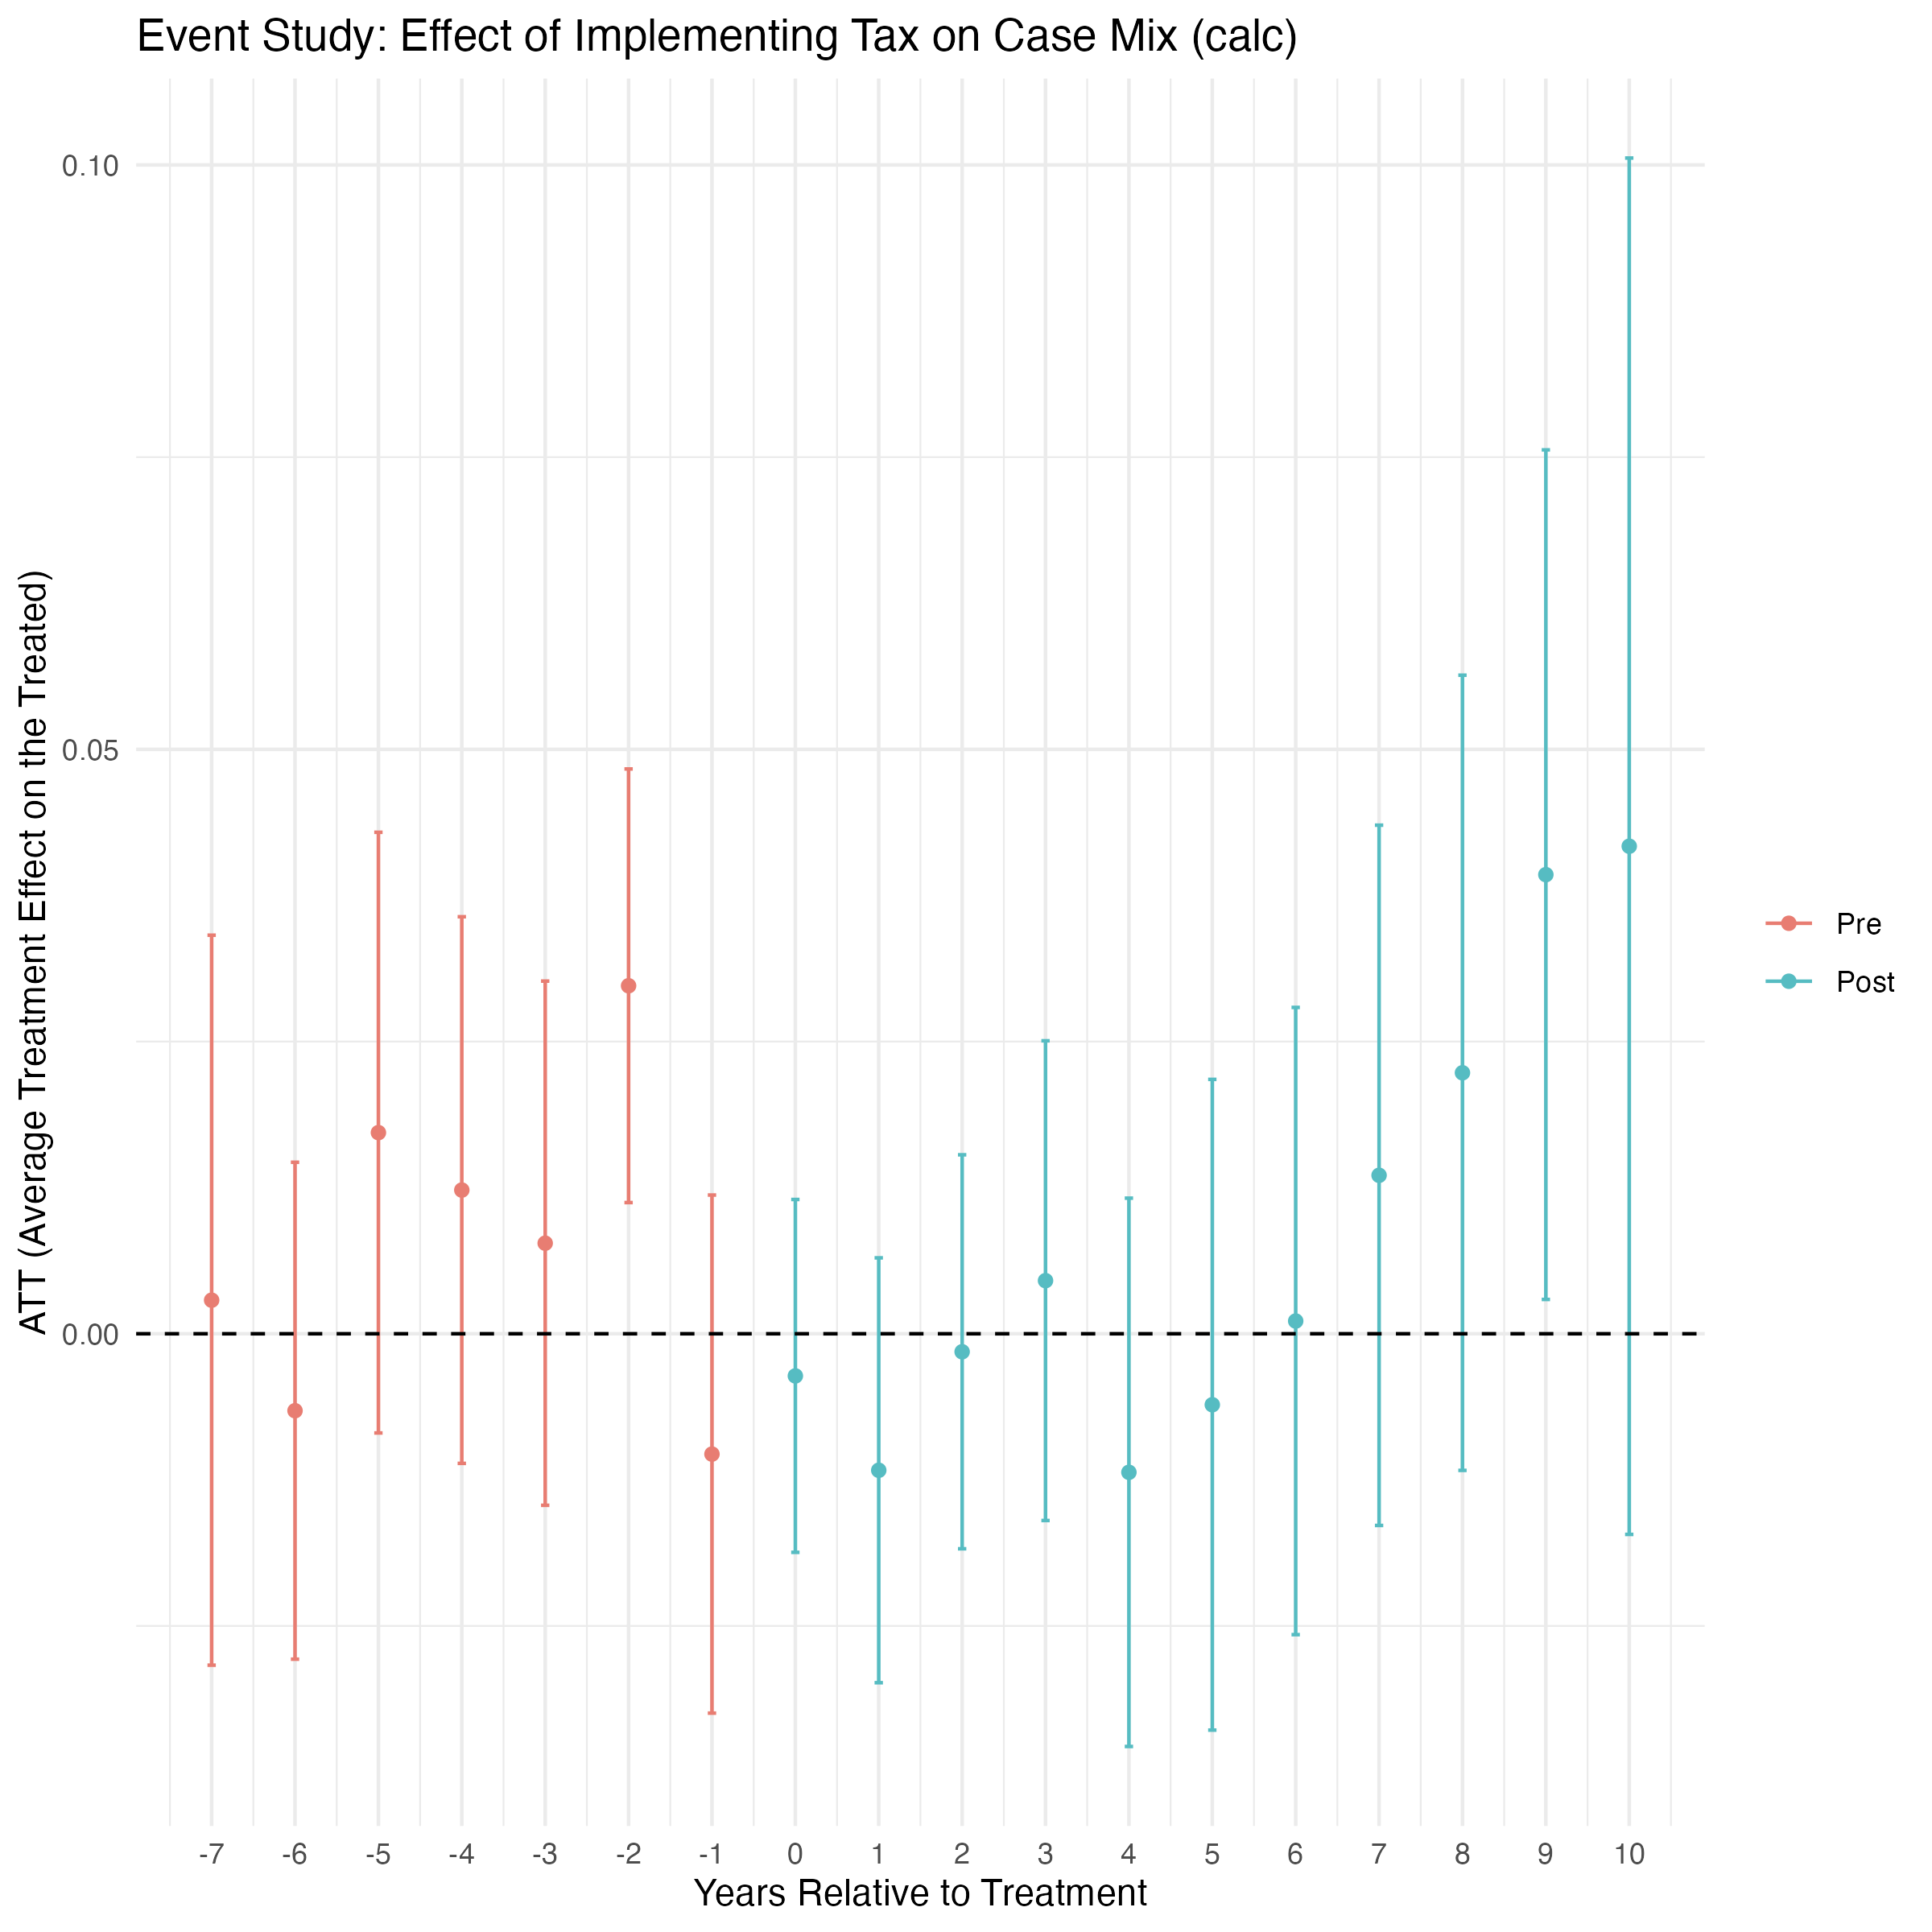 Event Study: Effect of Implementing Tax on Case Mix (calc)
ATT (Average Treatment Effect on the Treated)
0.10
0.05
0.00
-7 -6 -5 -4 -3 -2 -1 0 1 2 3 4 5 6 7 8 9 10
Years Relative to Treatment
Pre
Post